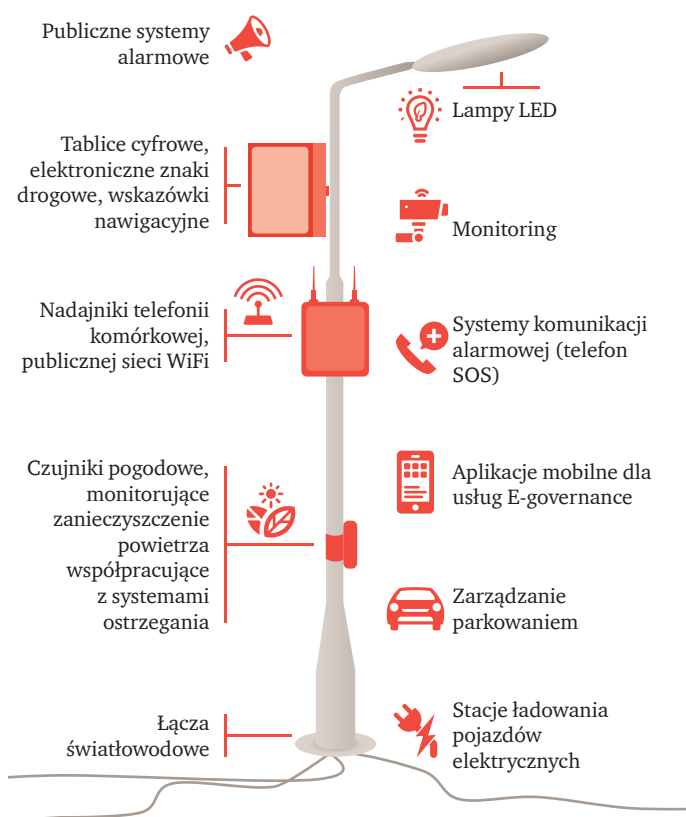 Publiczne systemy
alarmowe
Tablice cyfrowe,
elektroniczne znaki
drogowe, wskazówki
nawigacyjne
Nadajniki telefonii
komórkowej,
publicznej sieci WiFi
Czujniki pogodowe,
monitorujące
zanieczyszczenie
powietrza
współpracujące
z systemami
ostrzegania
Łącza
światłowodowe
Lampy LED
Monitoring
Systemy komunikacji
alarmowej (telefon
SOS)
Aplikacje mobilne dla
usług E-governance
Zarządzanie
parkowaniem
Stacje ładowania
pojazdów
elektrycznych